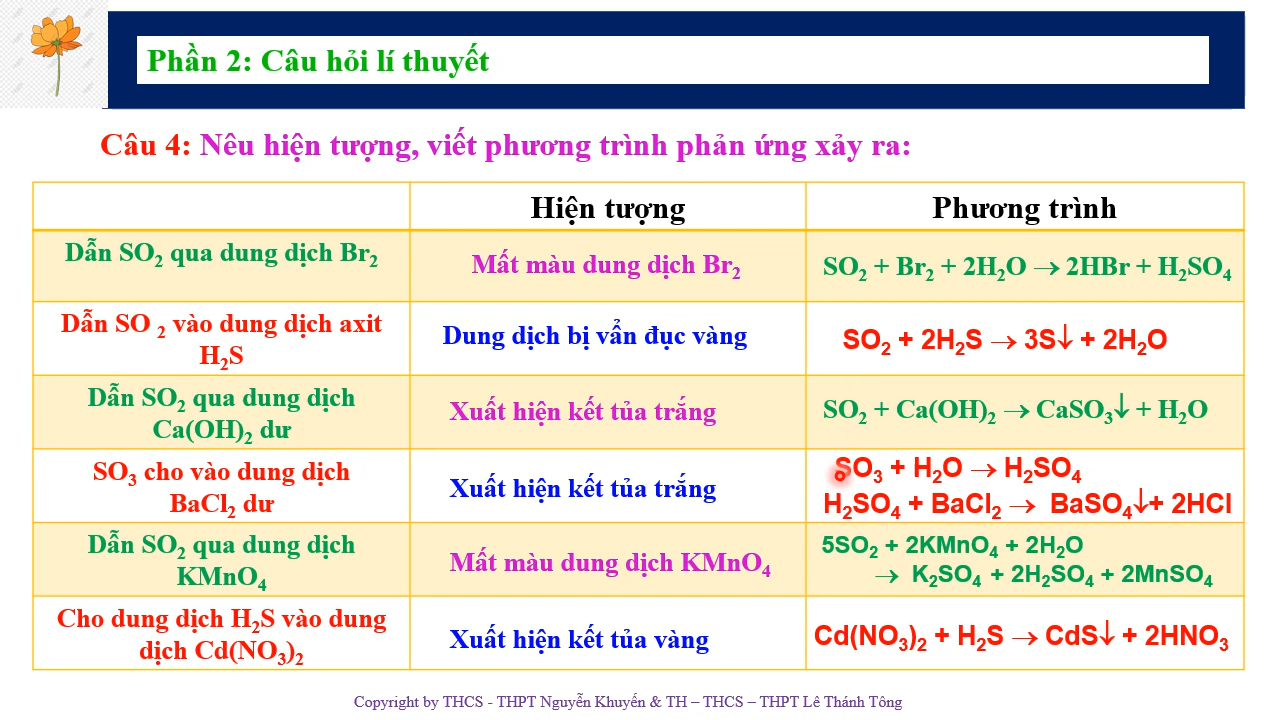 Phần 2: Câu hỏi lí thuyết
Câu 4: Nêu hiện tượng, viết phương trình phản ứng xảy ra:
Hiện tượng
Phương trình
Dẫn SO₂ qua dung dịch Br₂
Mất màu dung dịch Br₂
SO₂ + Br₂ + 2H₂O → 2HBr + H₂SO₄
Dẫn SO ₂ vào dung dịch axit
H₂S
Dung dịch bị vẩn đục vàng
SO₂ + 2H₂S → 3S↓ + 2H₂O
Dẫn SO₂ qua dung dịch
Ca(OH)₂ dư
Xuất hiện kết tủa trắng
SO₂ + Ca(OH)₂ → CaSO₃↓ + H₂O
SO₃ cho vào dung dịch
BaCl₂ dư
Xuất hiện kết tủa trắng
SO₃ + H₂O → H₂SO₄
H₂SO₄ + BaCl₂ → BaSO₄↓+ 2HCl
Dẫn SO₂ qua dung dịch
KMnO₄
Mất màu dung dịch KMnO₄
5SO₂ + 2KMnO₄ + 2H₂O
→ K₂SO₄ + 2H₂SO₄ + 2MnSO₄
Cho dung dịch H₂S vào dung
dịch Cd(NO₃)₂
Xuất hiện kết tủa vàng
Cd(NO₃)₂ + H₂S → CdS↓ + 2HNO₃
Copyright by THCS - THPT Nguyễn Khuyến & TH – THCS – THPT Lê Thánh Tông